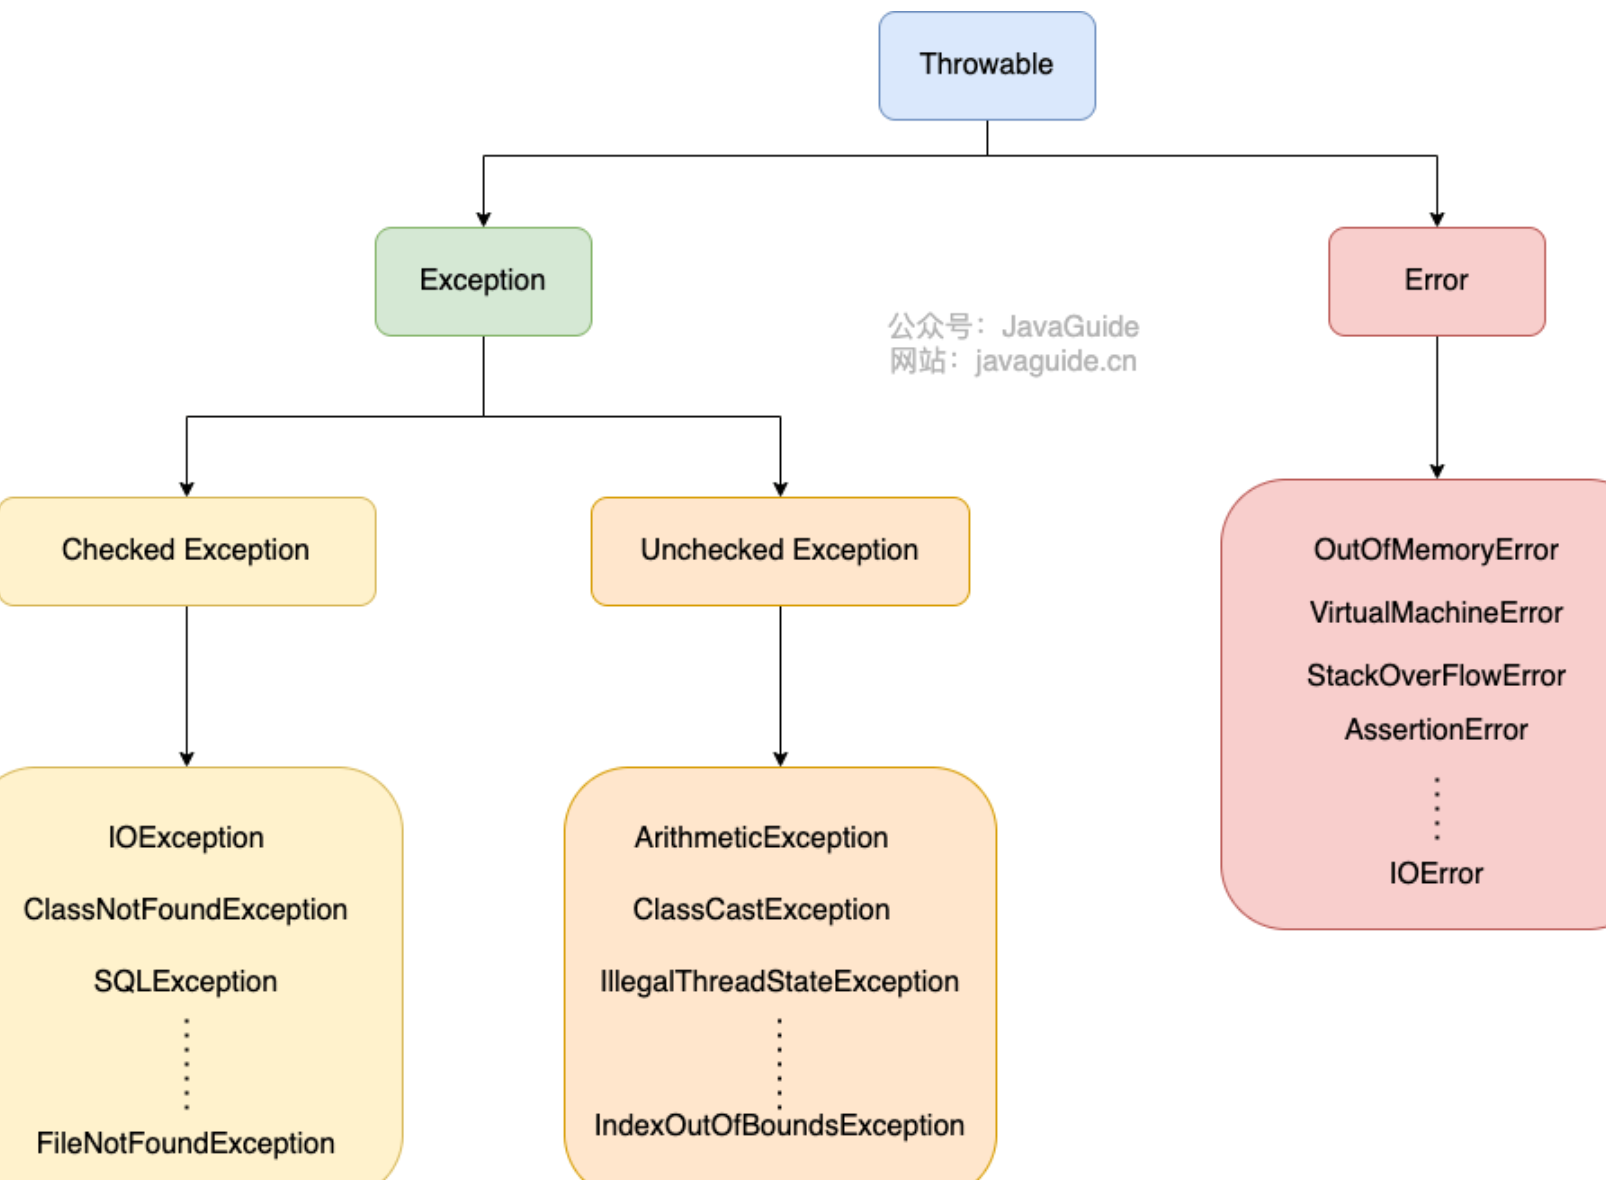 Throwable
Exception
Error
公众号：JavaGuide
网站：javaguide.cn
Checked Exception
Unchecked Exception
OutOfMemoryError
VirtualMachineError
StackOverFlowError
AssertionError
IOError
IOException
ClassNotFoundException
SQLException
FileNotFoundException
ArithmeticException
ClassCastException
IllegalThreadStateException
IndexOutOfBoundsException